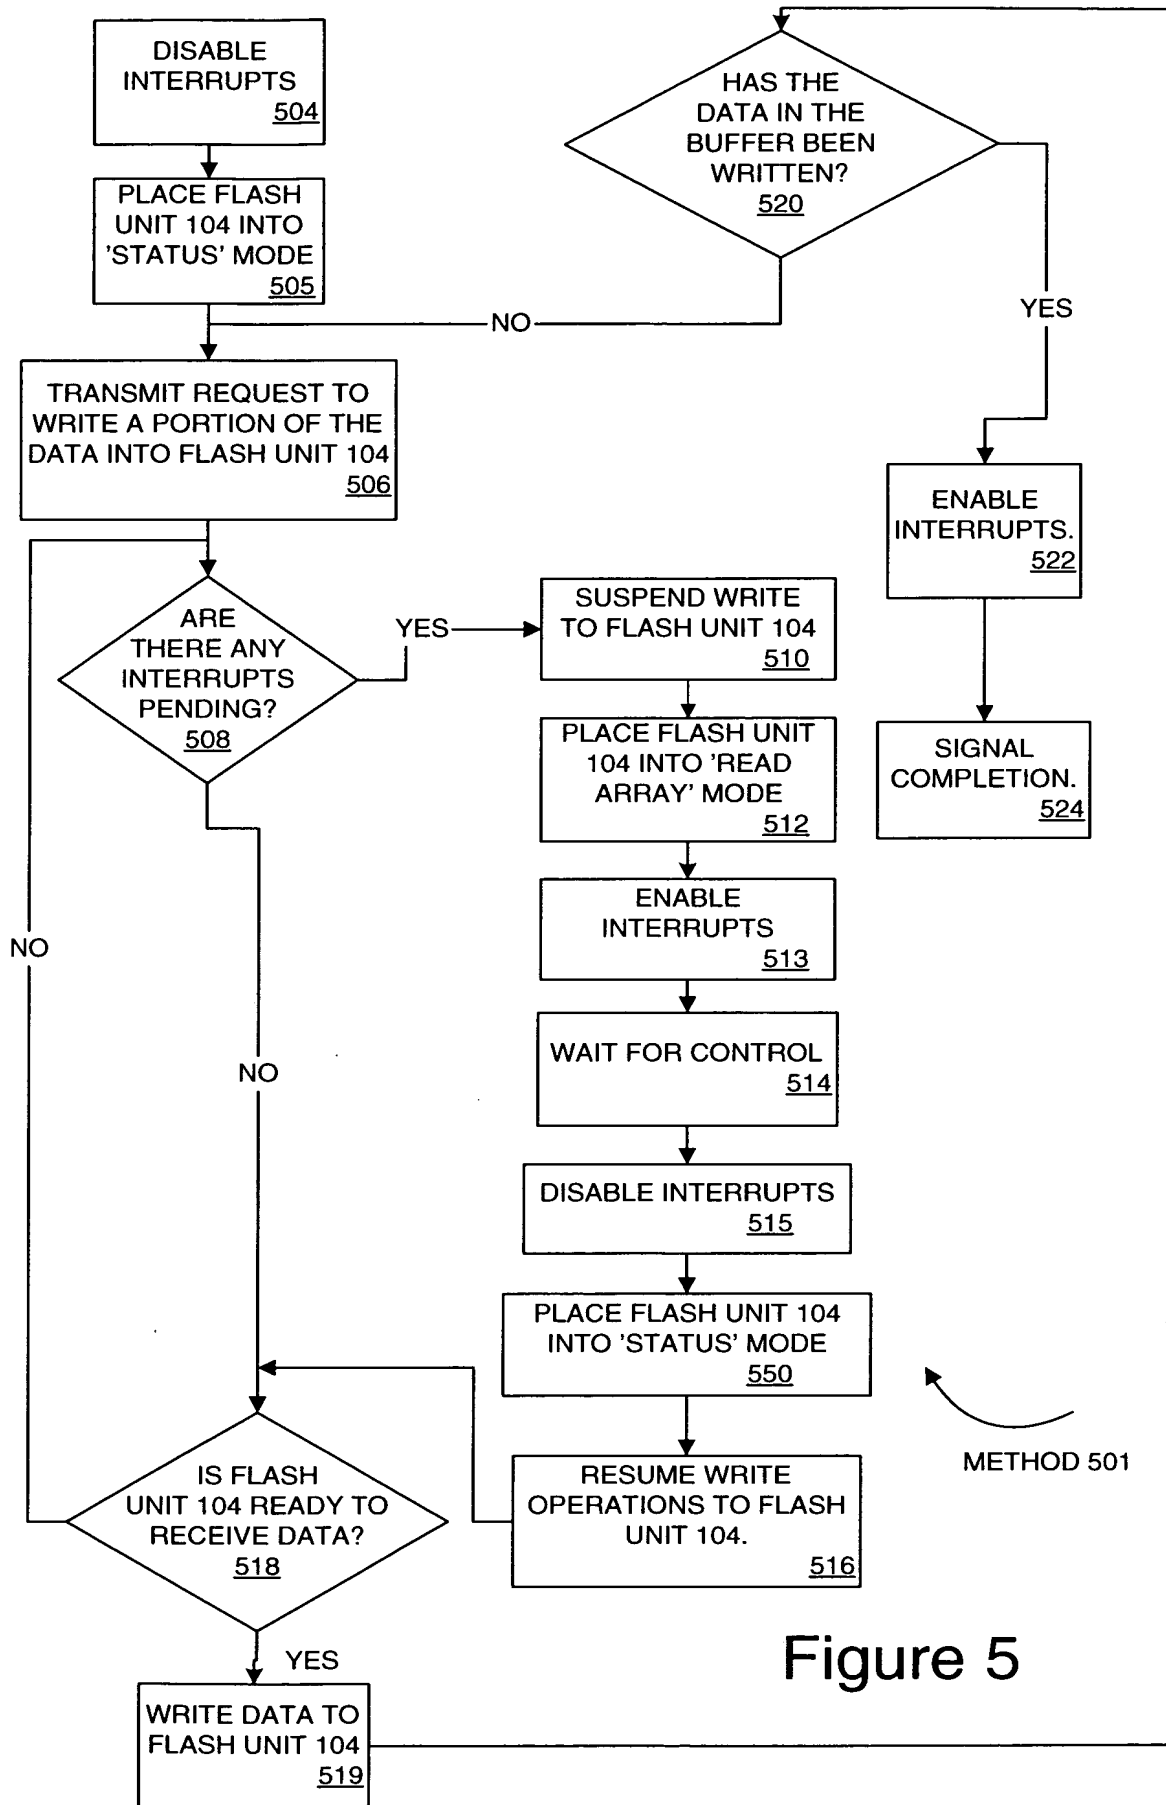 DISABLE
INTERRUPTS
504
PLACE FLASH
UNIT 104 INTO
'STATUS' MODE
505
HAS THE
DATA IN THE
BUFFER BEEN
WRITTEN?
520
NO
YES
TRANSMIT REQUEST TO
WRITE A PORTION OF THE
DATA INTO FLASH UNIT 104
506
ENABLE
INTERRUPTS.
522
SIGNAL
COMPLETION.
524
ARE
THERE ANY
INTERRUPTS
PENDING?
508
YES
SUSPEND WRITE
TO FLASH UNIT 104
510
PLACE FLASH UNIT
104 INTO 'READ
ARRAY' MODE
512
ENABLE
INTERRUPTS
513
NO
NO
WAIT FOR CONTROL
514
DISABLE INTERRUPTS
515
PLACE FLASH UNIT 104
INTO 'STATUS' MODE
550
RESUME WRITE
OPERATIONS TO FLASH
UNIT 104.
516
METHOD 501
IS FLASH
UNIT 104 READY TO
RECEIVE DATA?
518
YES
WRITE DATA TO
FLASH UNIT 104
519
Figure 5